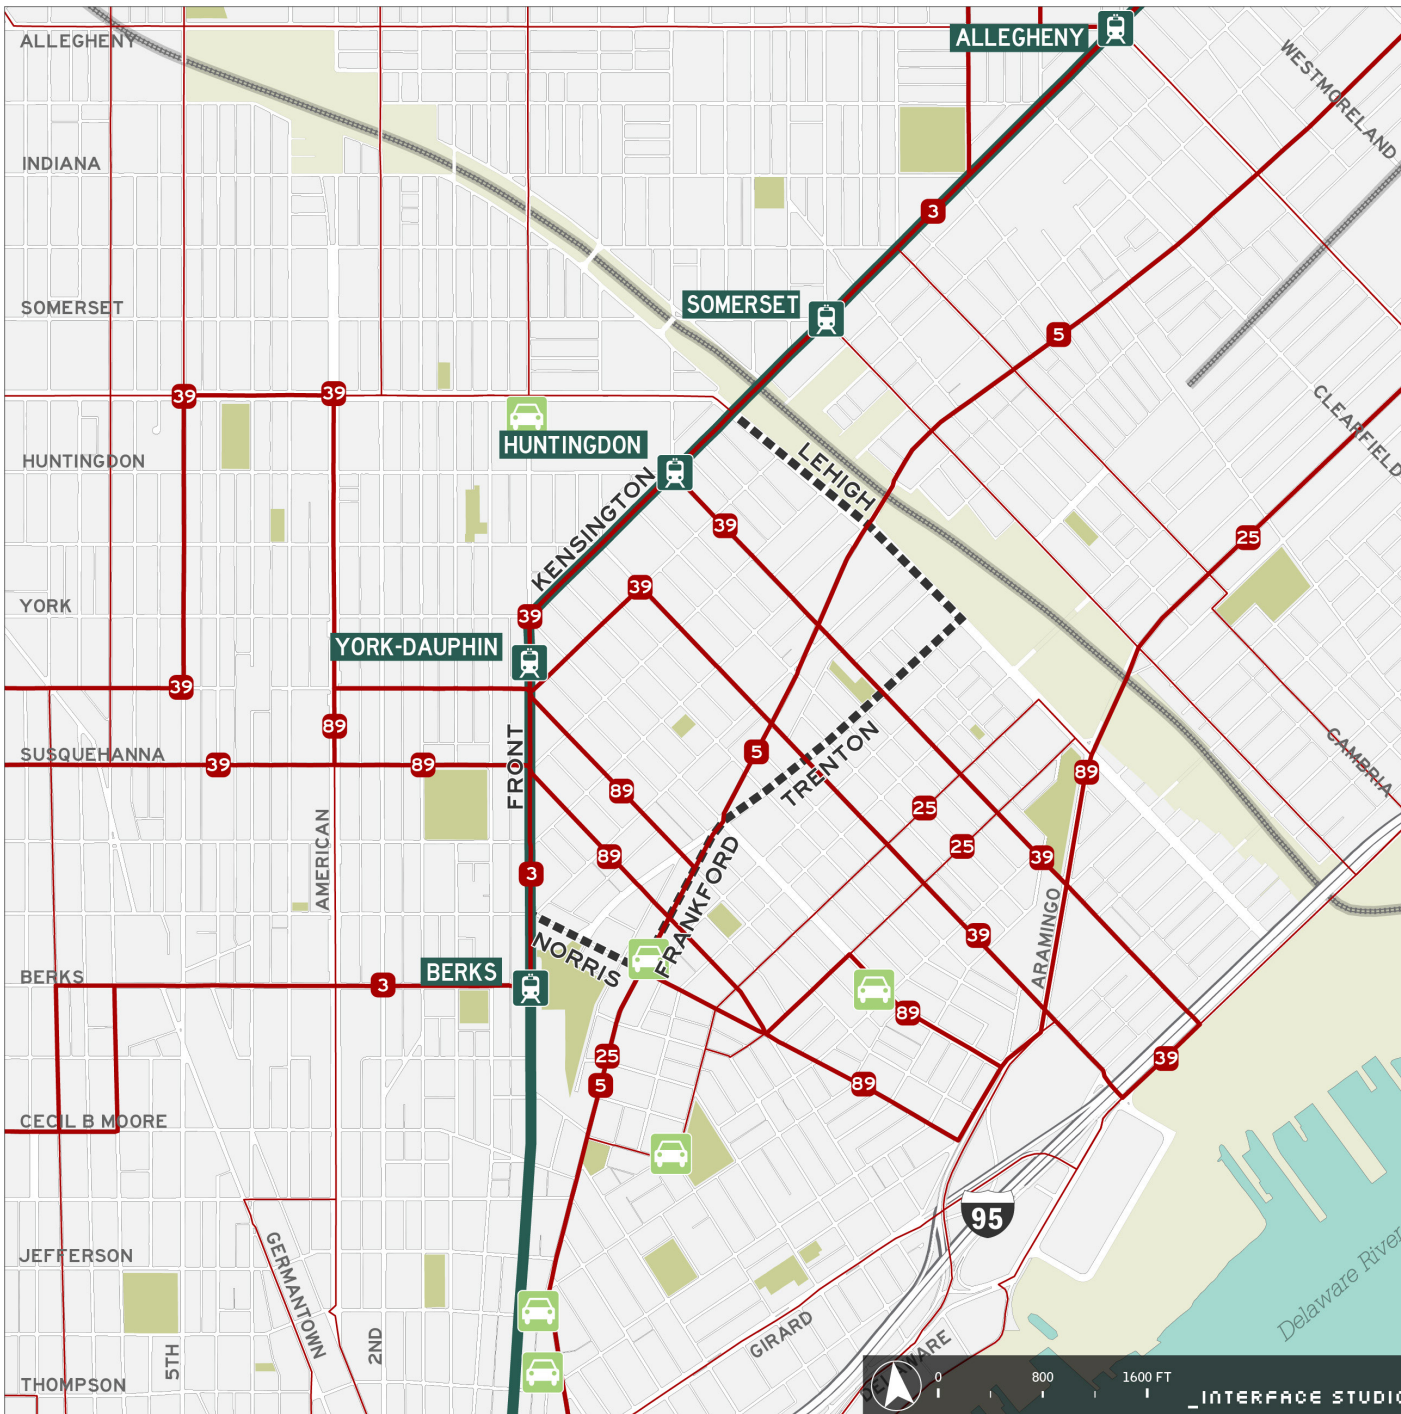 ALLEGHENY
ALLEGHENY
WESTMORELAND
INDIANA
3
SOMERSET
SOMERSET
5
39
39
CLEARFIELD
HUNTINGDON
HUNTINGDON
LEHIGH
KENSINGTON
39
25
39
YORK
39
YORK-DAUPHIN
39
89
FRONT
TRENTON
5
CAMBRIA
SUSQUEHANNA
39
89
89
89
25
AMERICAN
89
25
39
3
FRANKFORD
ARAMINGO
39
NORRIS
BERKS
BERKS
3
89
25
39
5
89
CECIL B MOORE
95
JEFFERSON
GERMANTOWN
Delaware River
5TH
2ND
GIRARD
DELAWARE
THOMPSON
0 800 1600 FT
_INTERFACE STUDIO